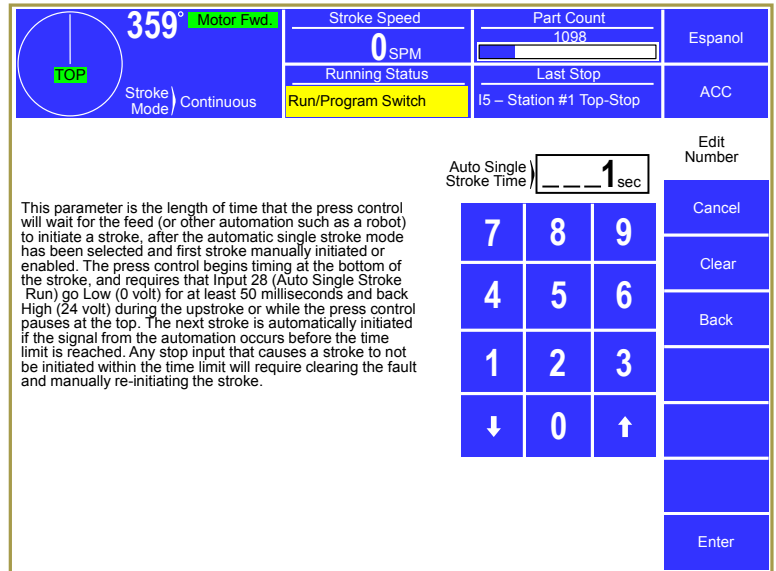 359° Motor Fwd.
TOP
Stroke Mode) Continuous
Stroke Speed
0 SPM
Running Status
Run/Program Switch
Part Count
1098
Last Stop
I5 – Station #1 Top-Stop
Espanol
ACC
Edit
Number
Cancel
Clear
Back
Enter
Auto Single
Stroke Time) _ _ _ 1 sec
This parameter is the length of time that the press control
will wait for the feed (or other automation such as a robot)
to initiate a stroke, after the automatic single stroke mode
has been selected and first stroke manually initiated or
enabled. The press control begins timing at the bottom of
the stroke, and requires that Input 28 (Auto Single Stroke
Run) go Low (0 volt) for at least 50 milliseconds and back
High (24 volt) during the upstroke or while the press control
pauses at the top. The next stroke is automatically initiated
if the signal from the automation occurs before the time
limit is reached. Any stop input that causes a stroke to not
be initiated within the time limit will require clearing the fault
and manually re-initiating the stroke.
7 8 9
4 5 6
1 2 3
⬇ 0 ⬆